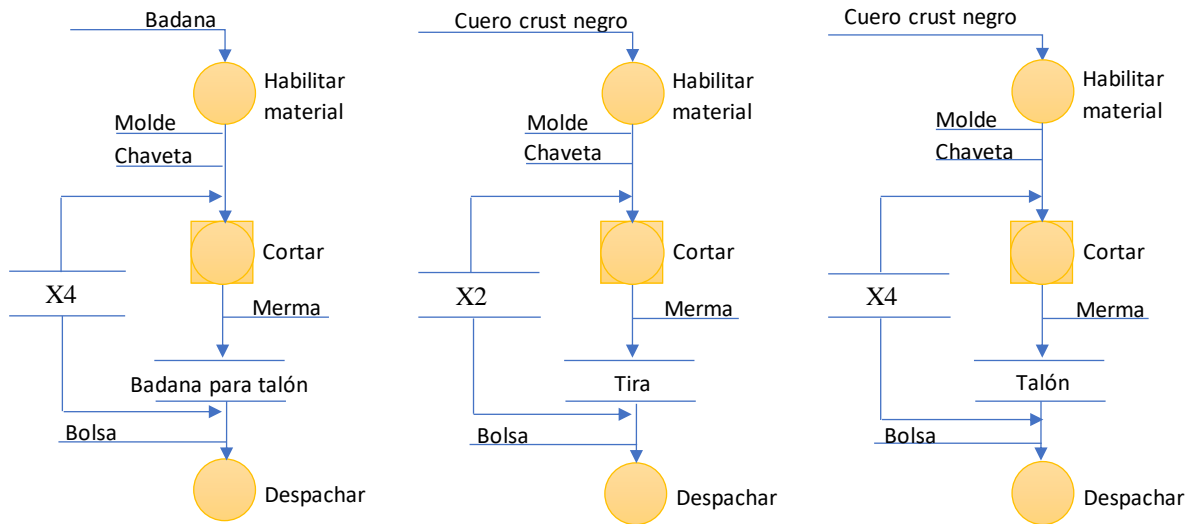 Badana
Habilitar
material
Molde
Chaveta
Cortar
X4
Merma
Badana para talón
Bolsa
Despachar
Cuero crust negro
Habilitar
material
Molde
Chaveta
Cortar
X2
Merma
Tira
Bolsa
Despachar
Cuero crust negro
Habilitar
material
Molde
Chaveta
Cortar
X4
Merma
Talón
Bolsa
Despachar